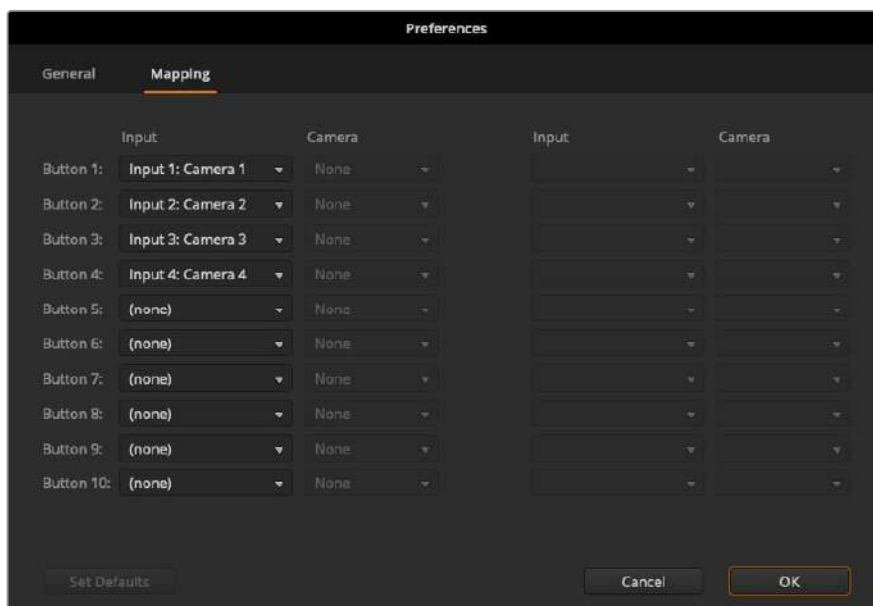 Preferences
General Mapping
Input Camera Input Camera
Button 1: Input 1: Camera 1 None
Button 2: Input 2: Camera 2 None
Button 3: Input 3: Camera 3 None
Button 4: Input 4: Camera 4 None
Button 5: (none) None
Button 6: (none) None
Button 7: (none) None
Button 8: (none) None
Button 9: (none) None
Button 10: (none) None
Set Defaults Cancel OK